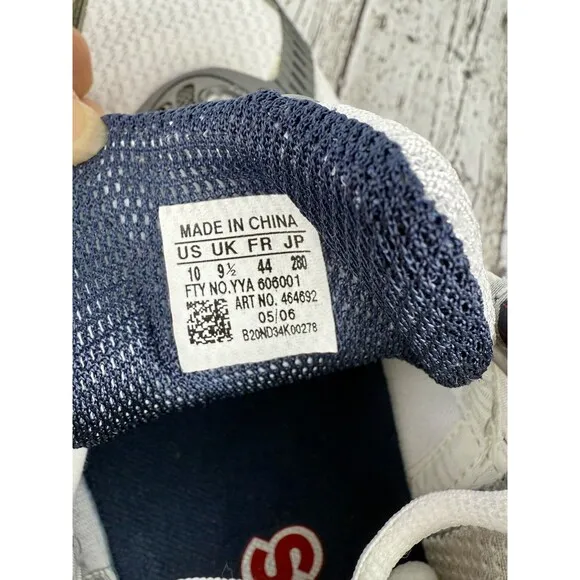 MADE IN CHINA
US UK FR JP
10 9½ 44 280
FTY NO.YYA 606001
ART NO. 464692
05/06
B20ND34K00278
S